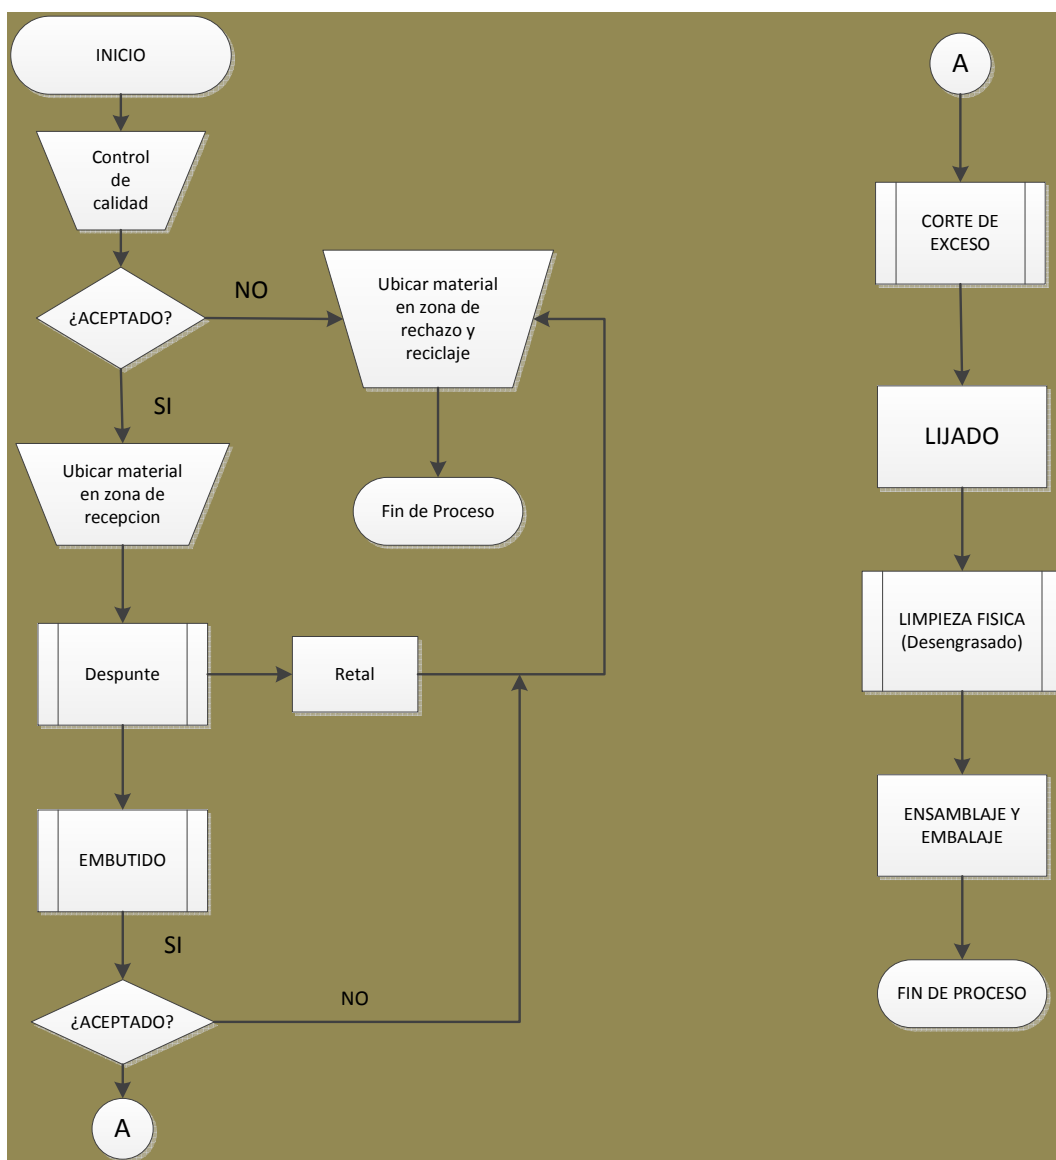 INICIO
Control
de
calidad
¿ACEPTADO?
NO
SI
Ubicar material
en zona de
rechazo y
reciclaje
Fin de Proceso
Ubicar material
en zona de
recepcion
Despunte
Retal
EMBUTIDO
SI
¿ACEPTADO?
NO
A
A
CORTE DE
EXCESO
LIJADO
LIMPIEZA FISICA
(Desengrasado)
ENSAMBLAJE Y
EMBALAJE
FIN DE PROCESO